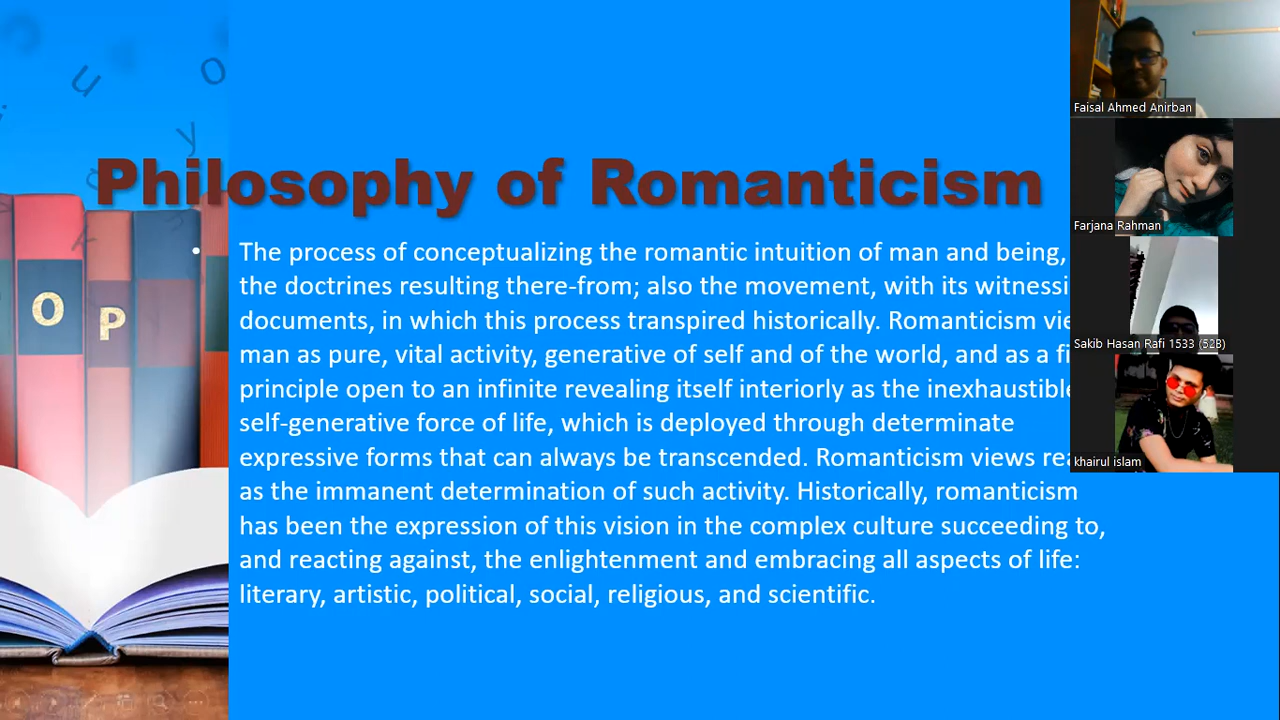 Philosophy of Romanticism
• The process of conceptualizing the romantic intuition of man and being,
the doctrines resulting there-from; also the movement, with its witnessi
documents, in which this process transpired historically. Romanticism vie
man as pure, vital activity, generative of self and of the world, and as a fi
principle open to an infinite revealing itself interiorly as the inexhaustible
self-generative force of life, which is deployed through determinate
expressive forms that can always be transcended. Romanticism views rea
as the immanent determination of such activity. Historically, romanticism
has been the expression of this vision in the complex culture succeeding to,
and reacting against, the enlightenment and embracing all aspects of life:
literary, artistic, political, social, religious, and scientific.
O
P
u
o
y
k
Faisal Ahmed Anirban
Farjana Rahman
Sakib Hasan Rafi 1533 (52B)
khairul islam